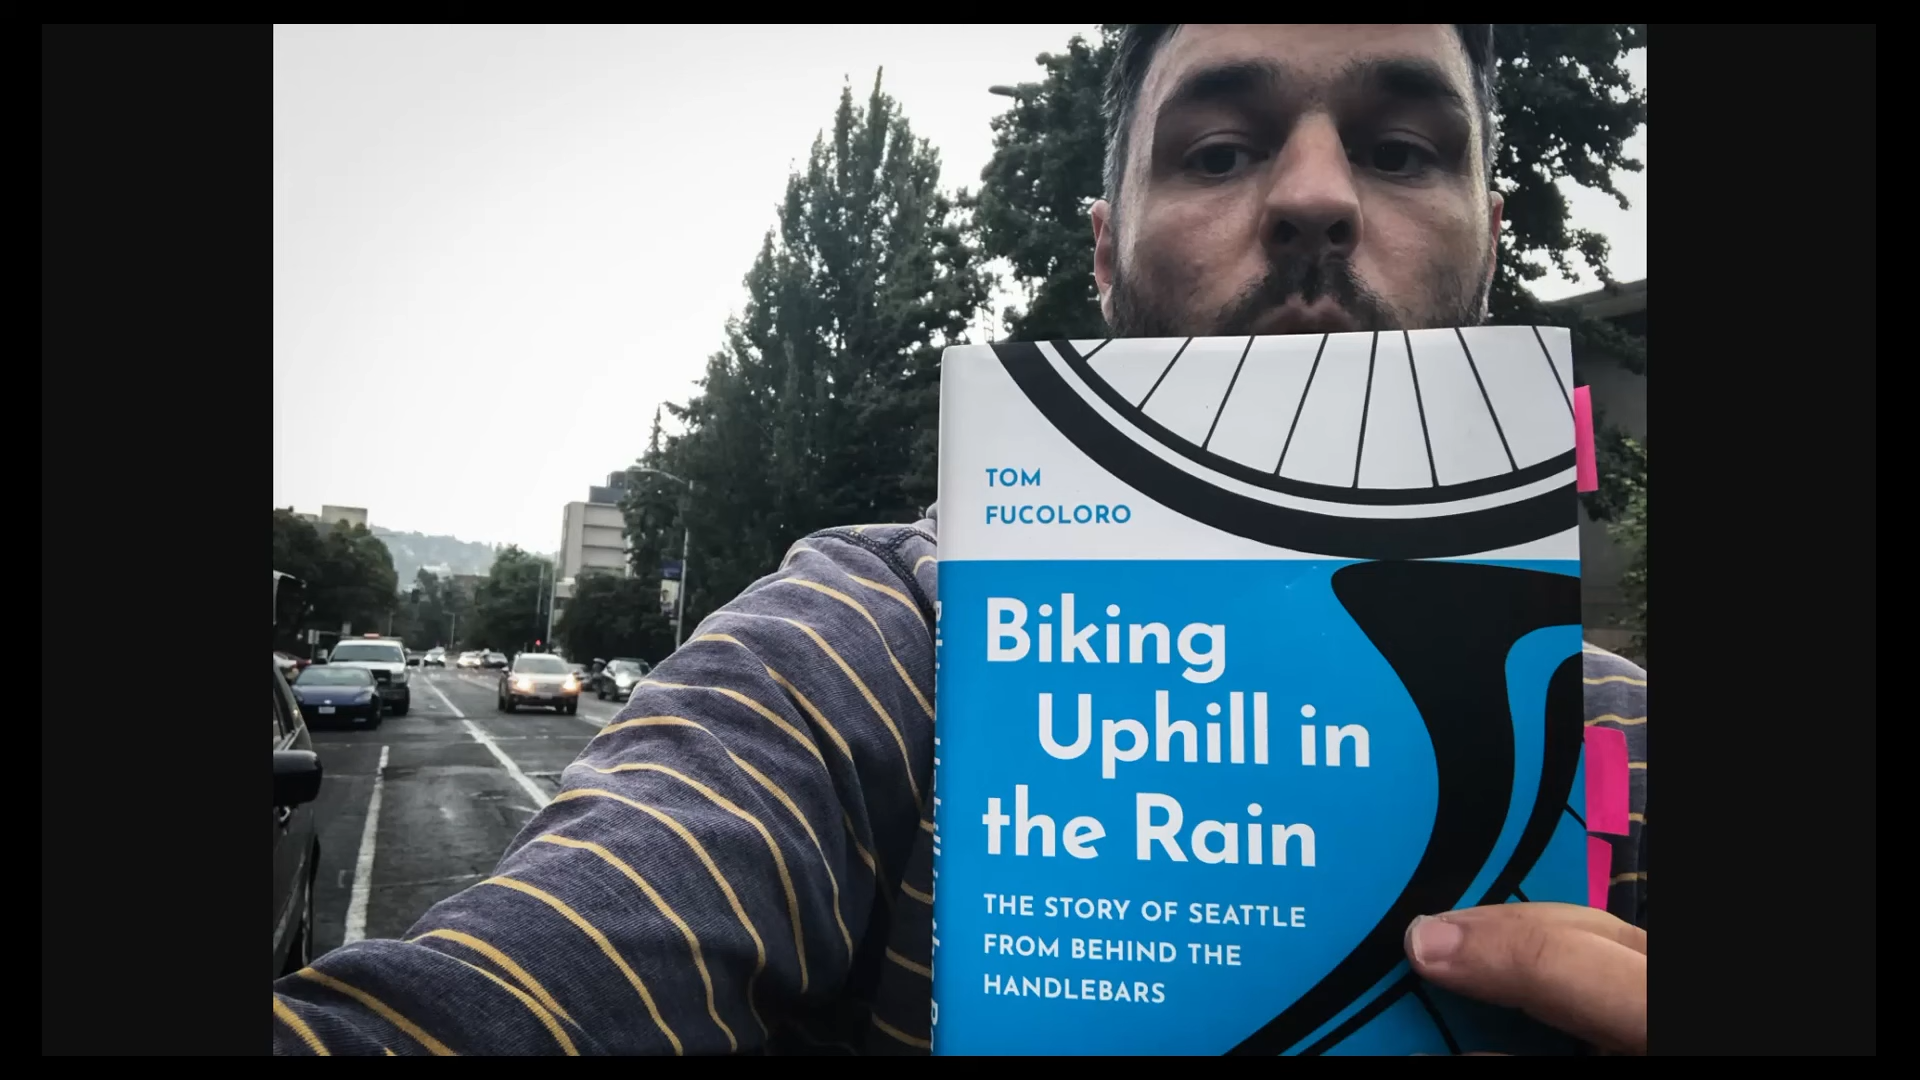 TOM
FUCOLORO
Biking
Uphill in
the Rain
THE STORY OF SEATTLE
FROM BEHIND THE
HANDLEBARS